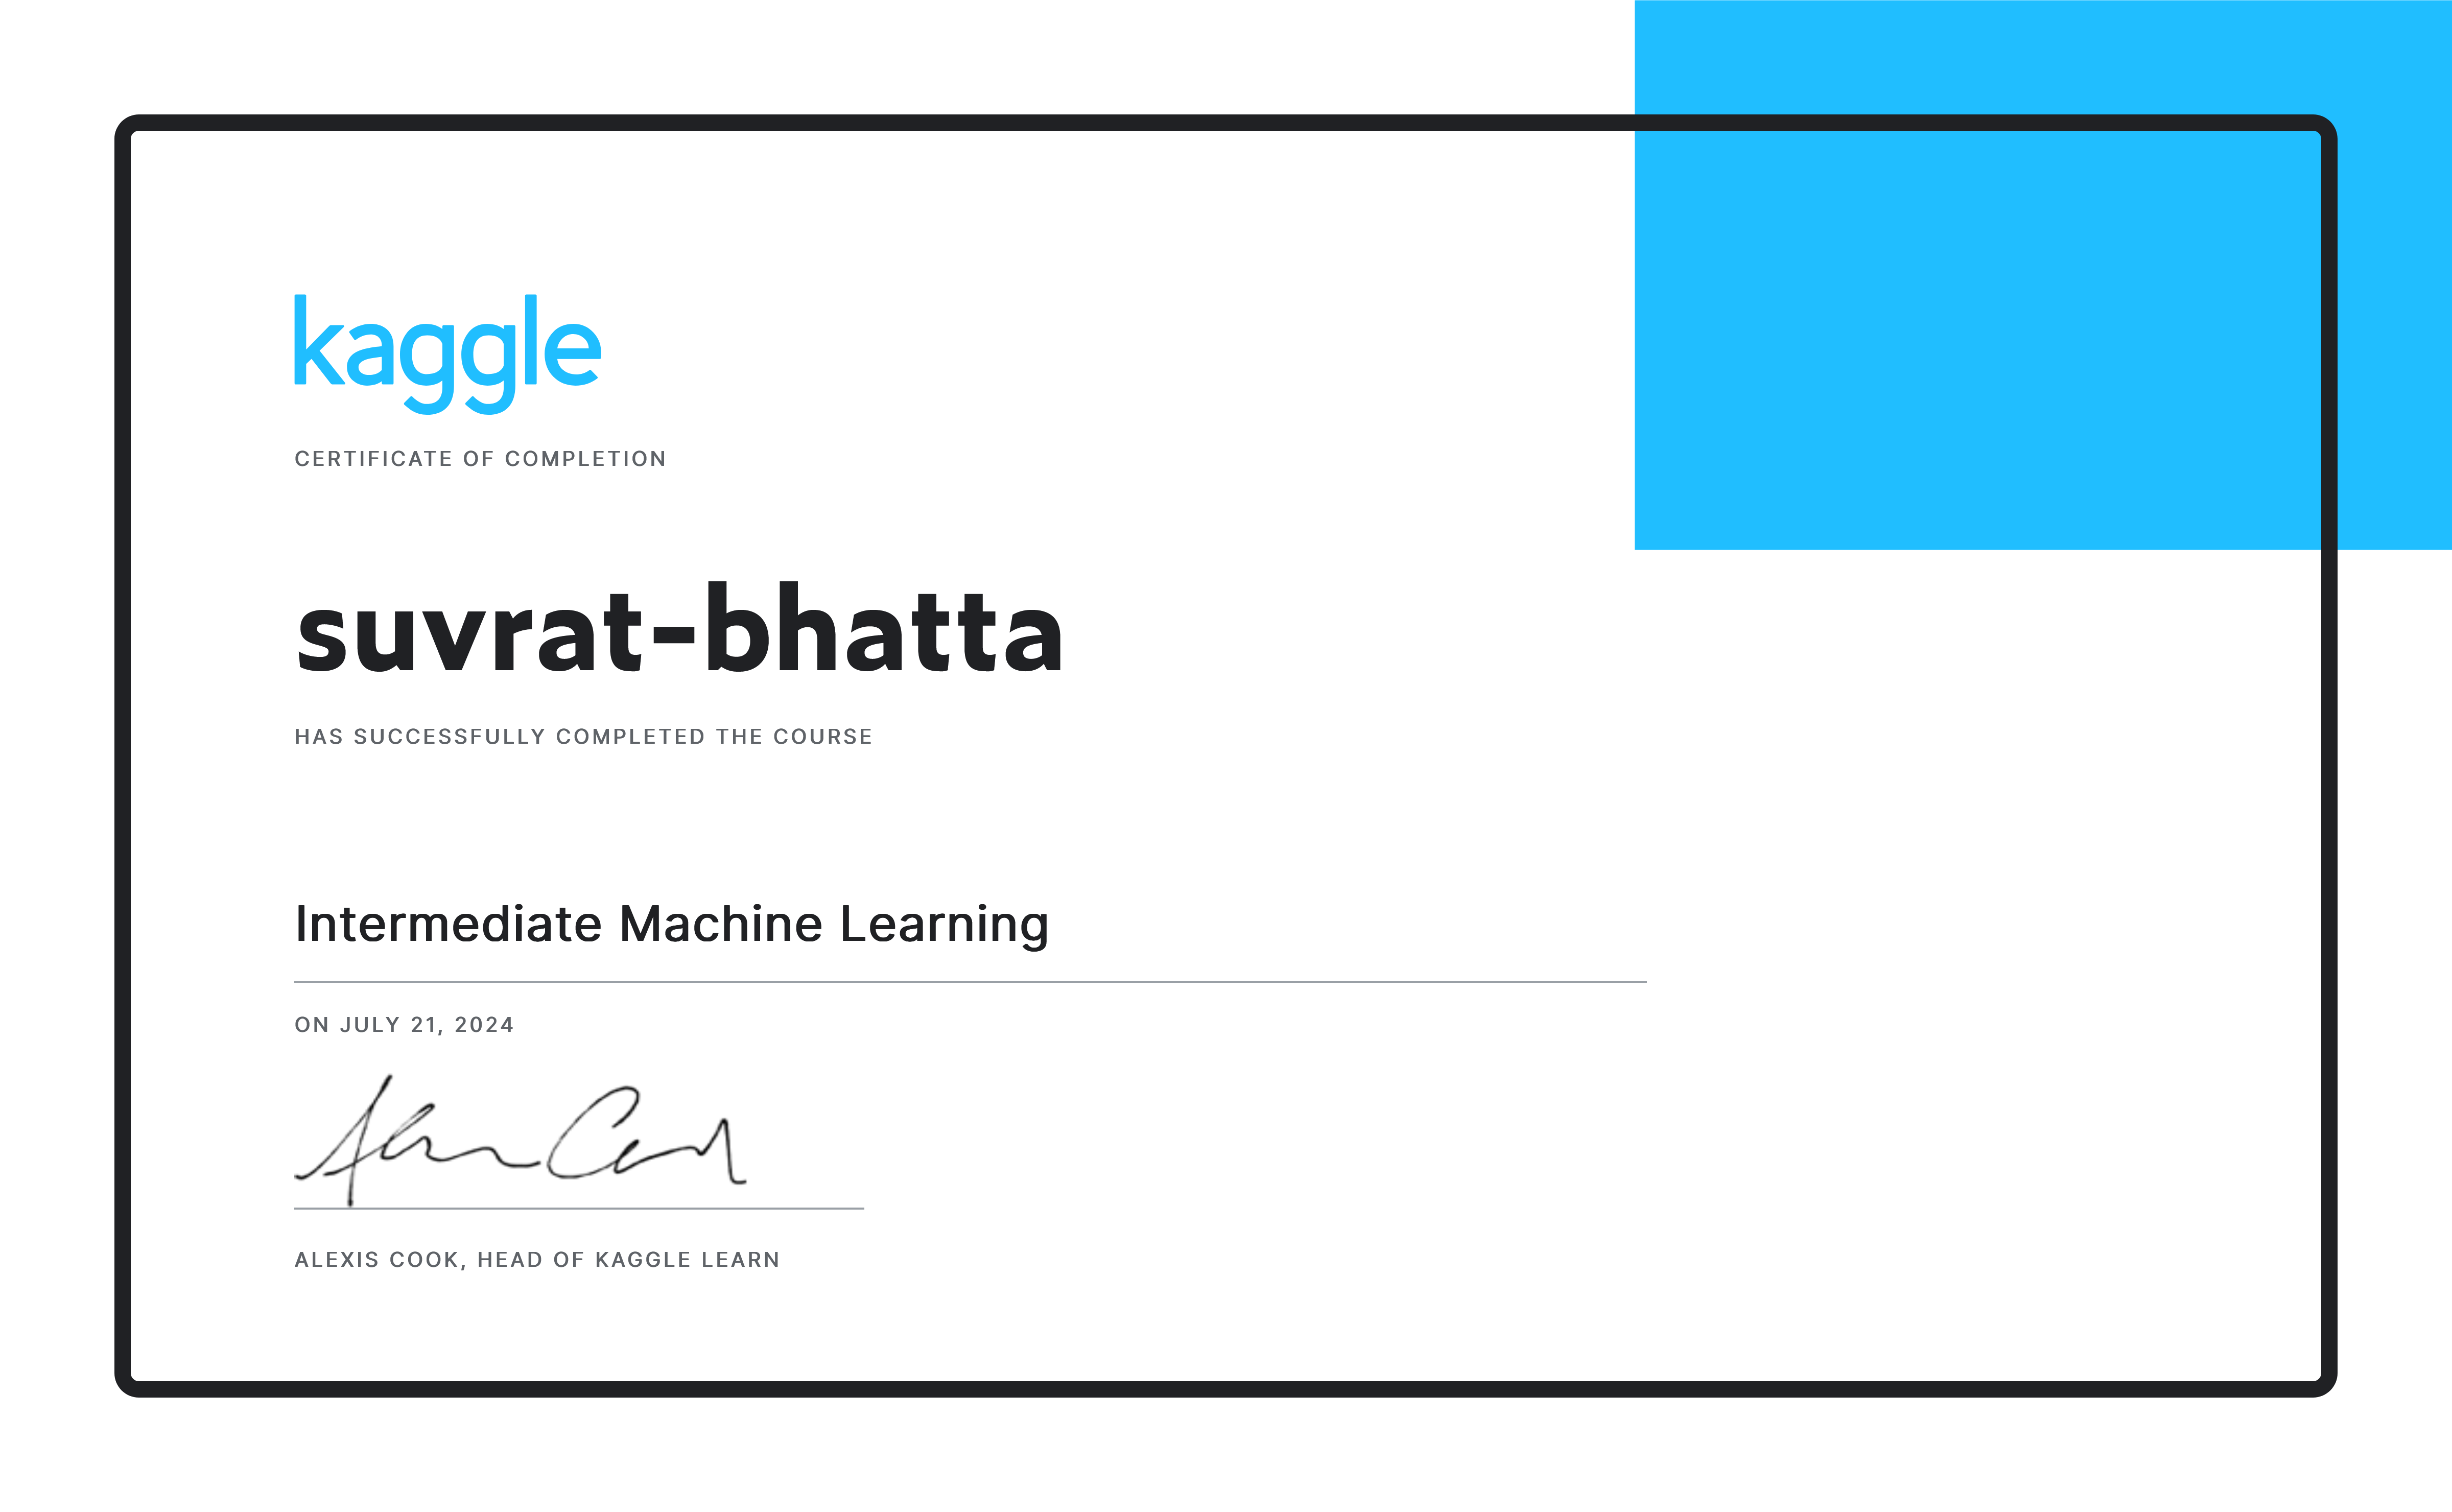 kaggle
CERTIFICATE OF COMPLETION
suvrat-bhatta
HAS SUCCESSFULLY COMPLETED THE COURSE
Intermediate Machine Learning
ON JULY 21, 2024
ALEXIS COOK, HEAD OF KAGGLE LEARN